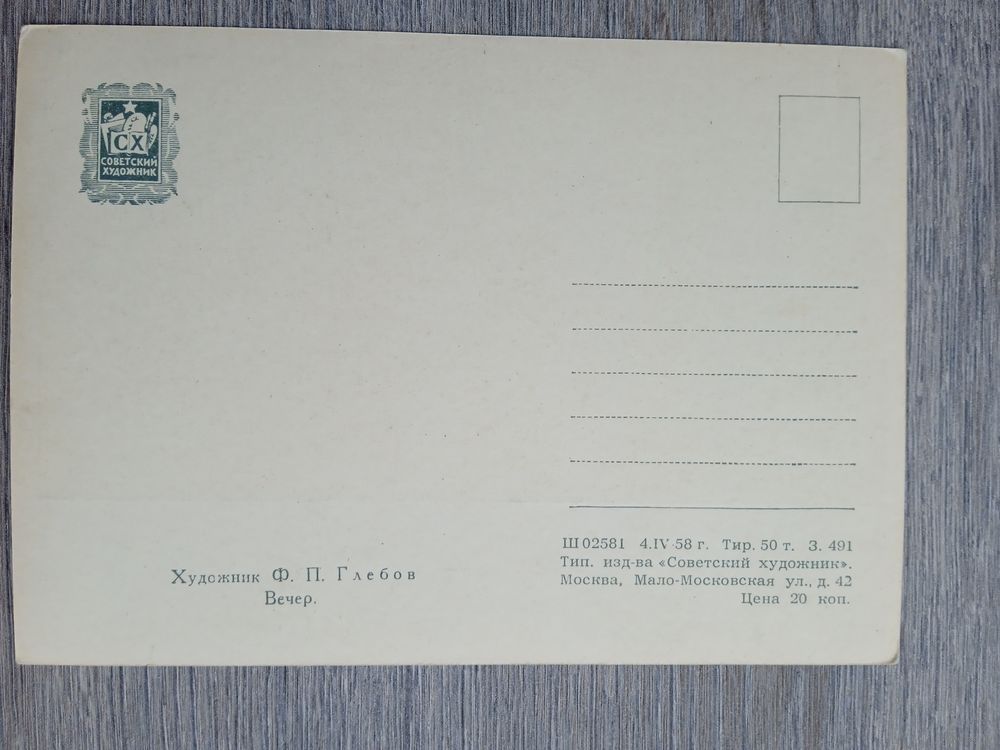 СХ
СОВЕТСКИЙ
ХУДОЖНИК
Художник Ф. П. Глебов
Вечер.
Ш 02581 4.IV-58 г. Тир. 50 т. З. 491
Тип. изд-ва «Советский художник».
Москва, Мало-Московская ул., д. 42
Цена 20 коп.